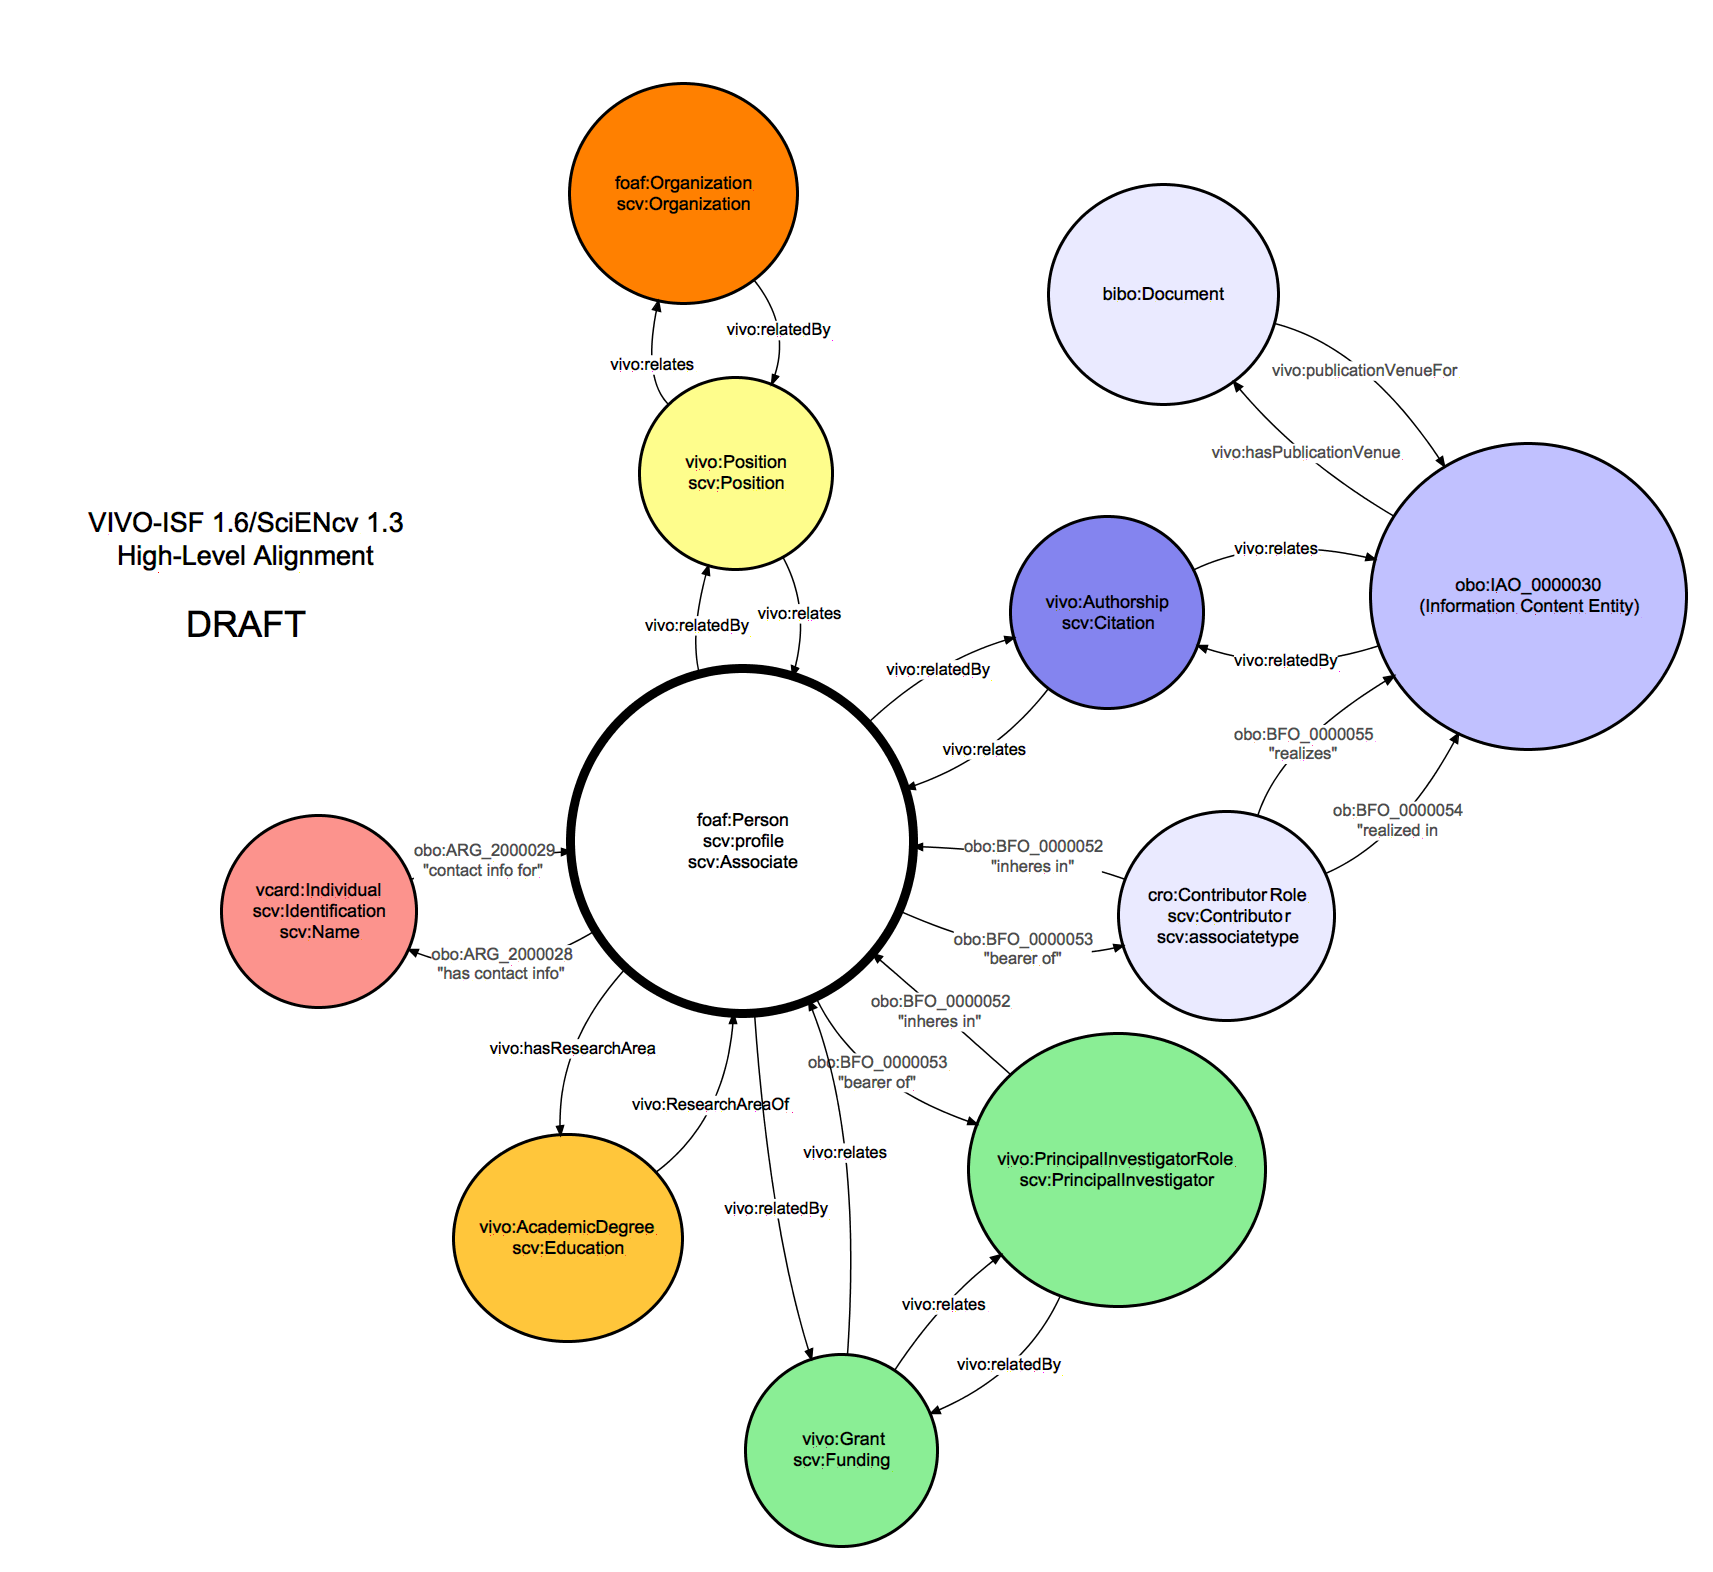 foaf:Organization
scv:Organization
bibo:Document
vivo:relatedBy
vivo:relates
vivo:publicationVenueFor
vivo:hasPublicationVenue
vivo:Position
scv:Position
VIVO-ISF 1.6/SciENcv 1.3
High-Level Alignment
DRAFT
vivo:relates
obo:IAO_0000030
(Information Content Entity)
vivo:Authorship
scv:Citation
vivo:relates
vivo:relatedBy
vivo:relatedBy
vivo:relatedBy
vivo:relates
obo:BFO_0000055
"realizes"
ob:BFO_0000054
"realized in
foaf:Person
scv:profile
scv:Associate
obo:ARG_2000029
"contact info for"
obo:BFO_0000052
"inheres in"
vcard:Individual
scv:Identification
scv:Name
cro:Contributor Role
scv:Contributor
scv:associatetype
obo:ARG_2000028
"has contact info"
obo:BFO_0000053
"bearer of"
obo:BFO_0000052
"inheres in"
vivo:hasResearchArea
obo:BFO_0000053
"bearer of"
vivo:ResearchAreaOf
vivo:relates
vivo:PrincipalInvestigatorRole
scv:PrincipalInvestigator
vivo:relatedBy
vivo:AcademicDegree
scv:Education
vivo:relates
vivo:relatedBy
vivo:Grant
scv:Funding